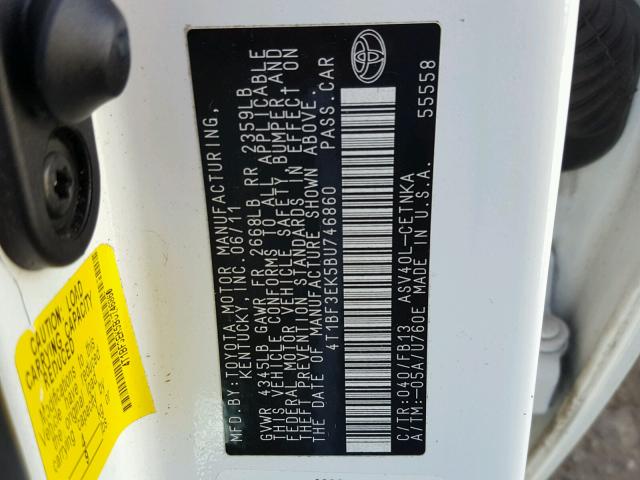 MFD. BY: TOYOTA MOTOR MANUFACTURING.
KENTUCKY, INC. 06/11
GVWR 4345LB GAWR FR 2668LB RR 2359LB
THIS VEHICLE CONFORMS TO ALL APPLICABLE
FEDERAL MOTOR VEHICLE SAFETY, BUMPER AND
THEFT PREVENTION STANDARDS IN EFFECT ON
THE DATE OF MANUFACTURE SHOWN ABOVE.
4T1BF3EK5BU746860 PASS. CAR
C/TR: 040/FB13 ASV40L-CETNKA
A/TM: -05A/U760E MADE IN U.S.A.
55558
CAUTION: LOAD
CARRYING CAPACITY
REDUCED